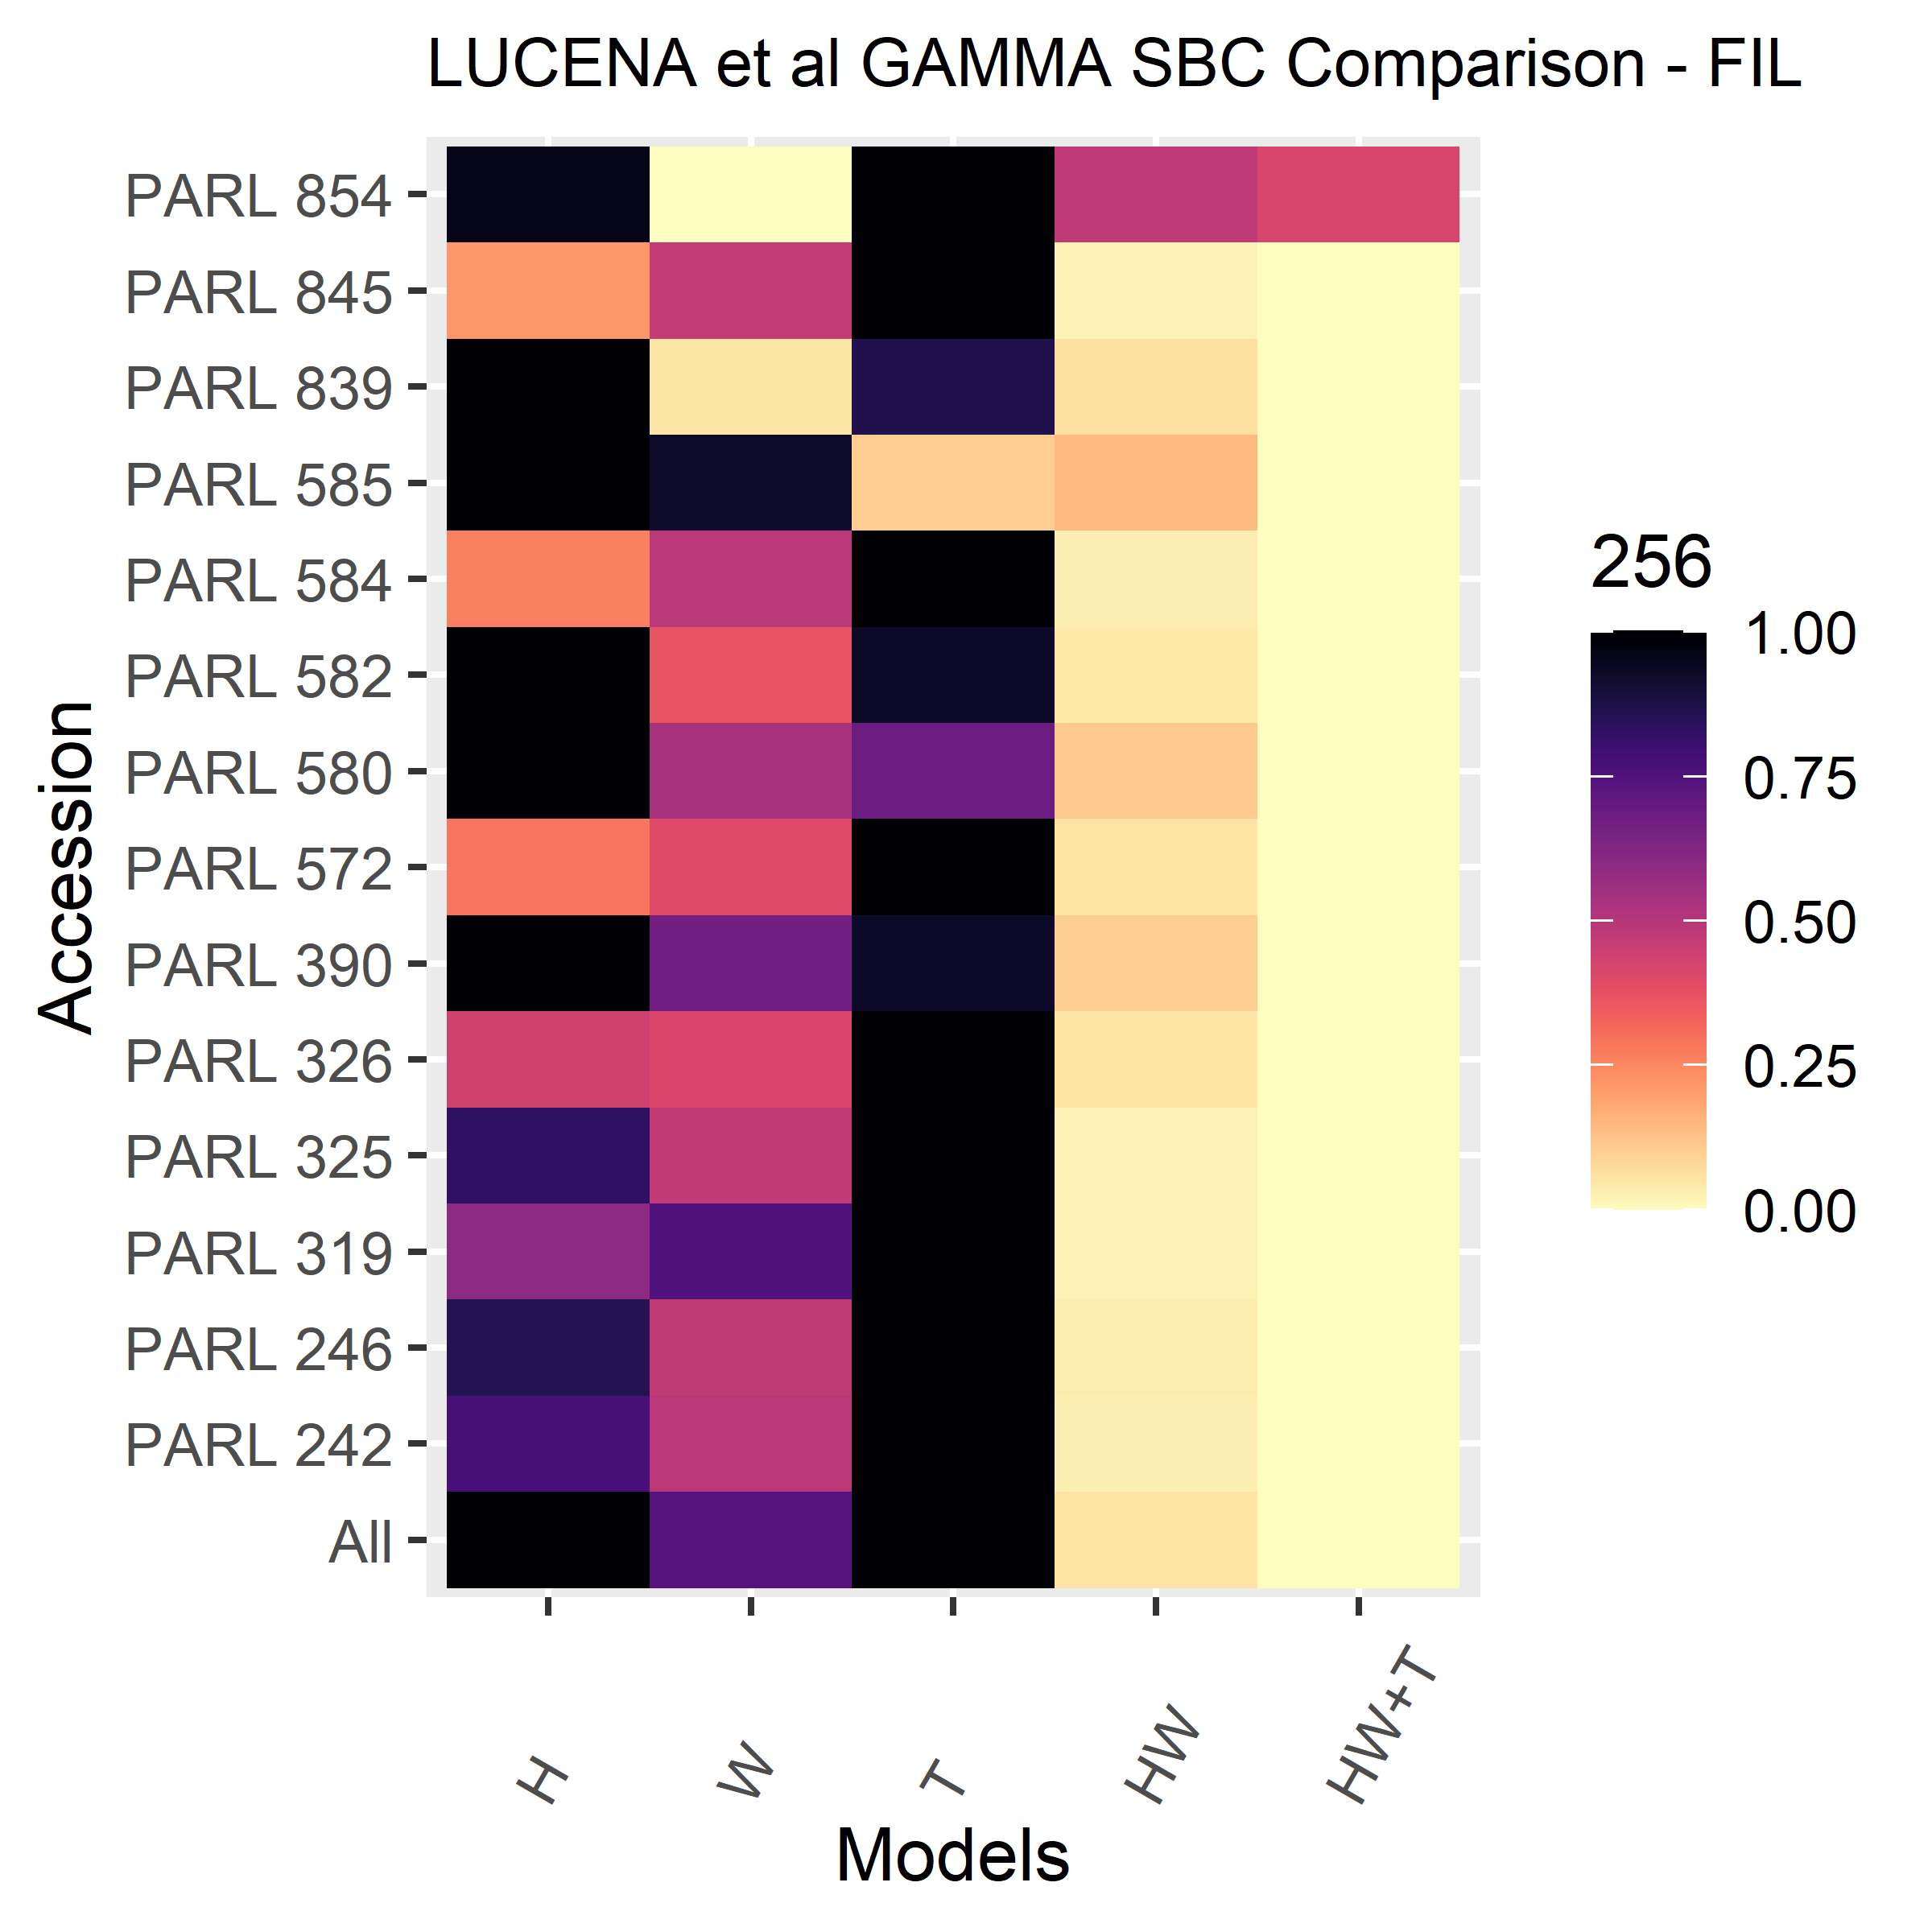 LUCENA et al GAMMA SBC Comparison - FIL
Accession
PARL 854
PARL 845
PARL 839
PARL 585
PARL 584
PARL 582
PARL 580
PARL 572
PARL 390
PARL 326
PARL 325
PARL 319
PARL 246
PARL 242
All
H
W
T
HW
HW+T
Models
256
1.00
0.75
0.50
0.25
0.00